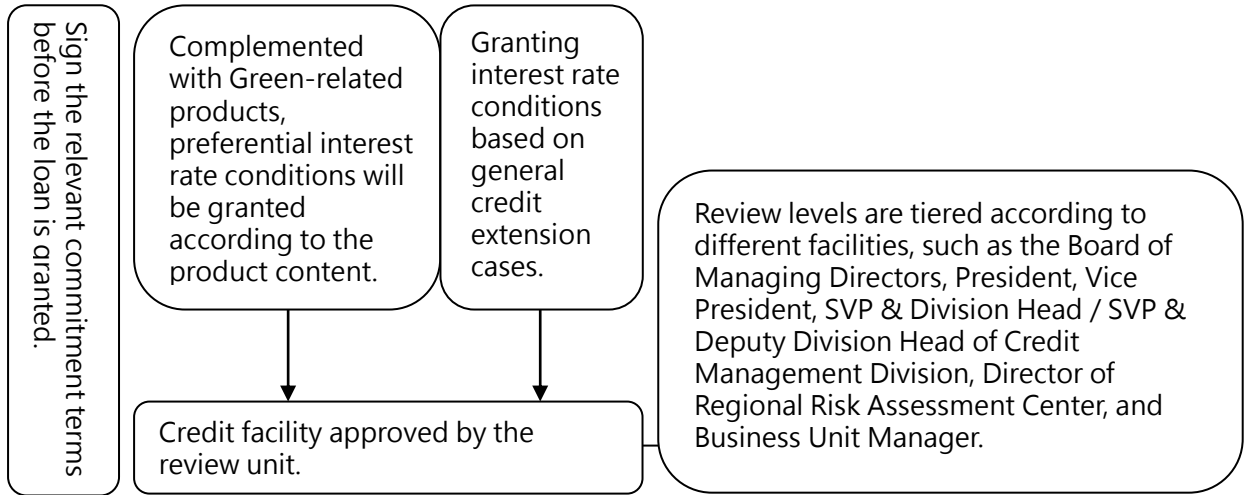 Sign the relevant commitment terms
before the loan is granted.
Complemented
with Green-related
products,
preferential interest
rate conditions will
be granted
according to the
product content.
Granting
interest rate
conditions
based on
general
credit
extension
cases.
Credit facility approved by the
review unit.
Review levels are tiered according to
different facilities, such as the Board of
Managing Directors, President, Vice
President, SVP & Division Head / SVP &
Deputy Division Head of Credit
Management Division, Director of
Regional Risk Assessment Center, and
Business Unit Manager.